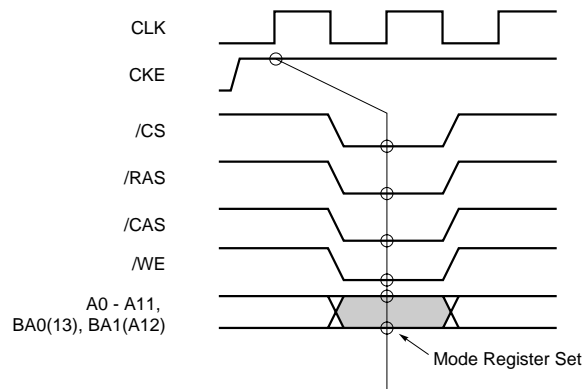 CLK
CKE
/CS
/RAS
/CAS
/WE
A0 - A11,
BA0(13), BA1(A12)
Mode Register Set